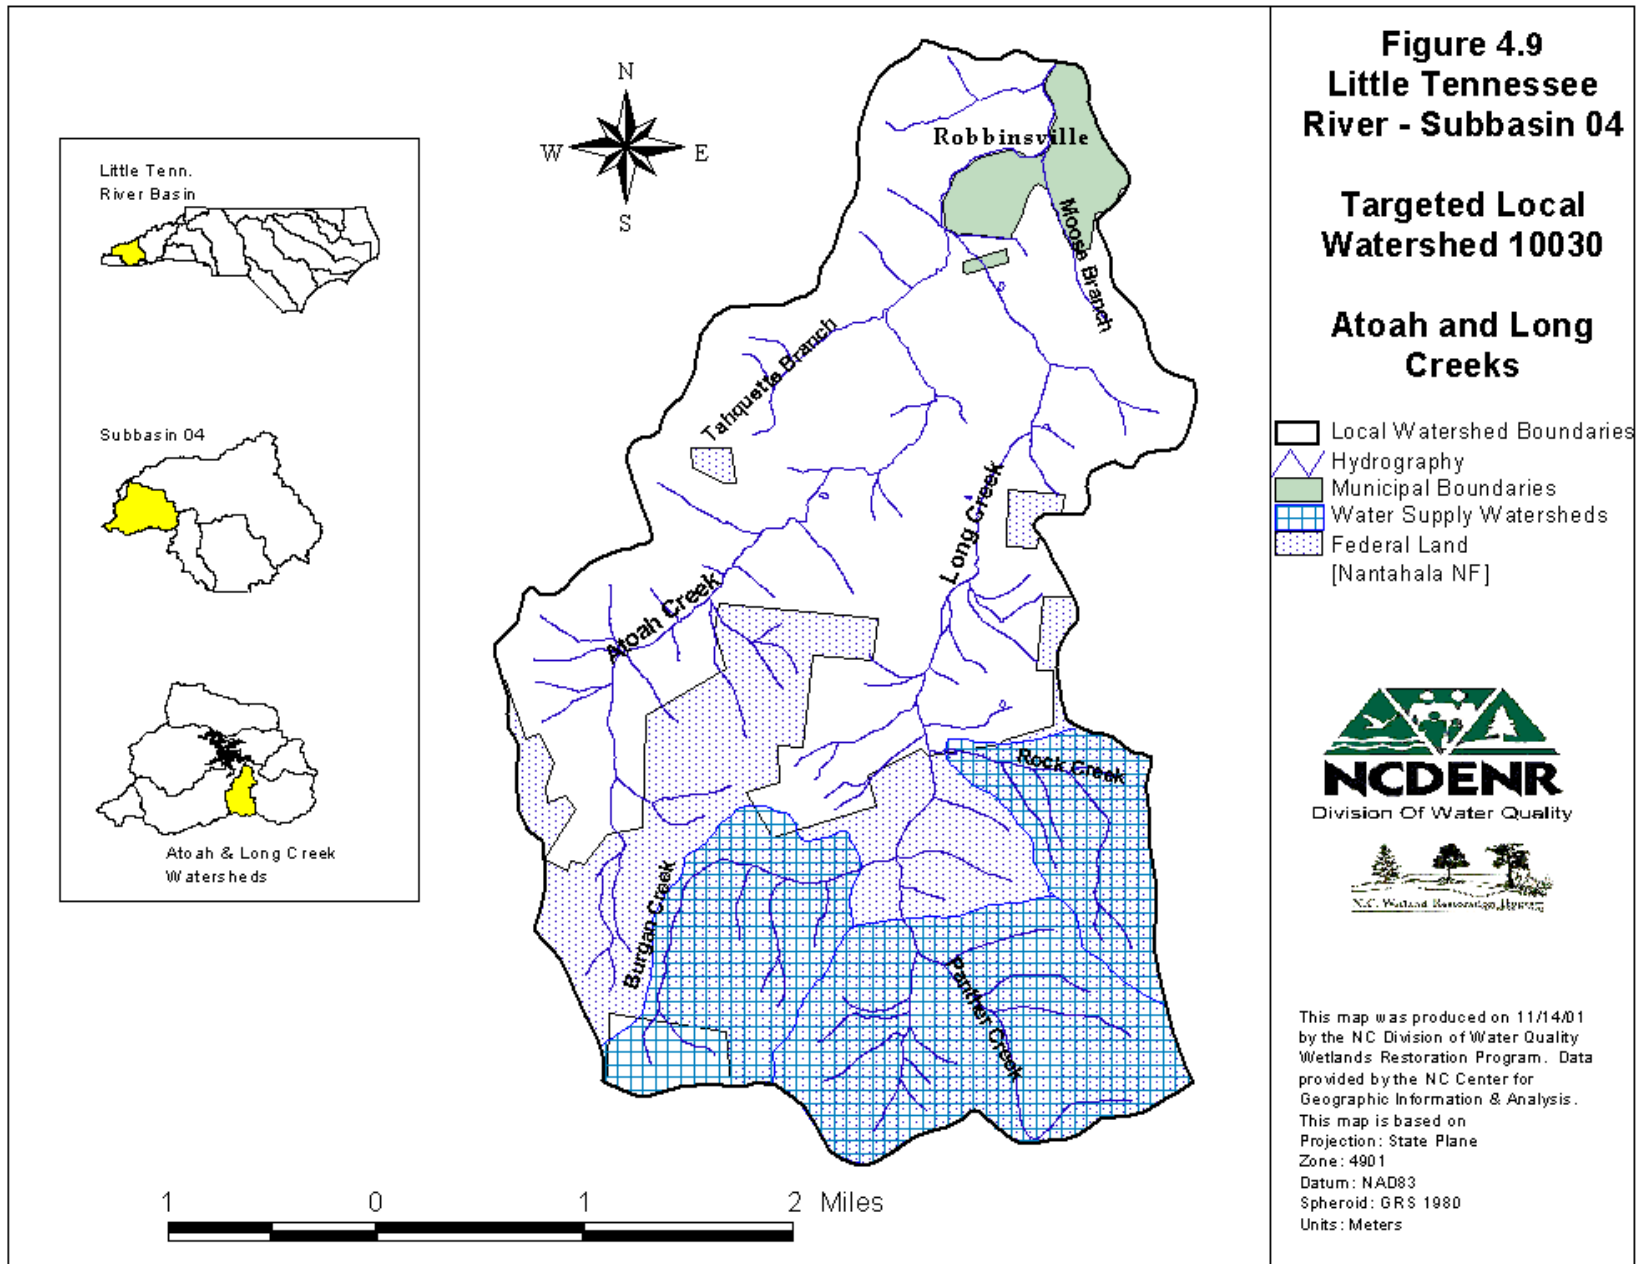 Figure 4.9
Little Tennessee
River - Subbasin 04
Targeted Local
Watershed 10030
Atoah and Long
Creeks
Local Watershed Boundaries
Hydrography
Municipal Boundaries
Water Supply Watersheds
Federal Land
[Nantahala NF]
NCDENR
Division Of Water Quality
N.C. Wetland Restoration Program
This map was produced on 11/14/01
by the NC Division of Water Quality
Wetlands Restoration Program. Data
provided by the NC Center for
Geographic Information & Analysis.
This map is based on
Projection: State Plane
Zone: 4901
Datum: NAD83
Spheroid: GRS 1980
Units: Meters
Little Tenn.
River Basin
Subbasin 04
Atoah & Long Creek
Watersheds
N
W
E
S
Robbinsville
Moose Branch
Tahquette Branch
Long Creek
Atoah Creek
Rock Creek
Burgan Creek
Panther Creek
1 0 1 2 Miles